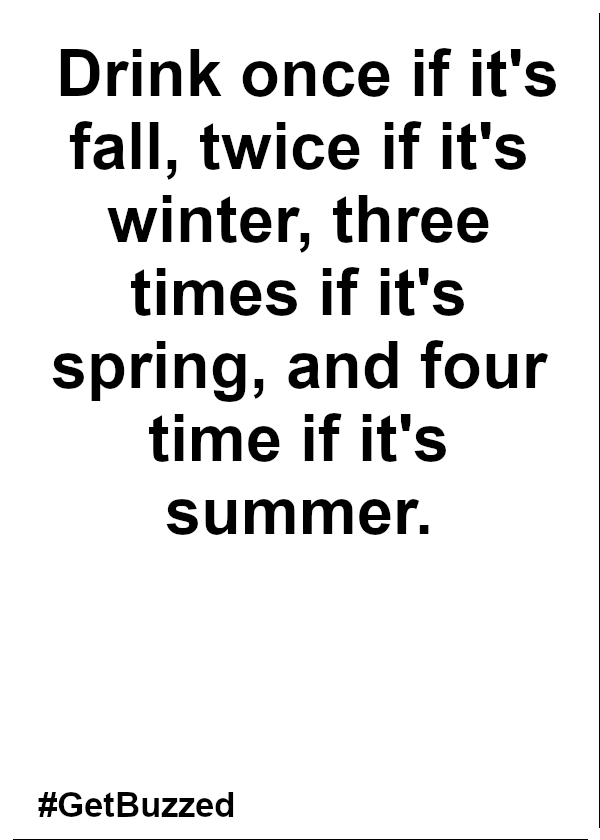 Drink once if it's
fall, twice if it's
winter, three
times if it's
spring, and four
time if it's
summer.
#GetBuzzed